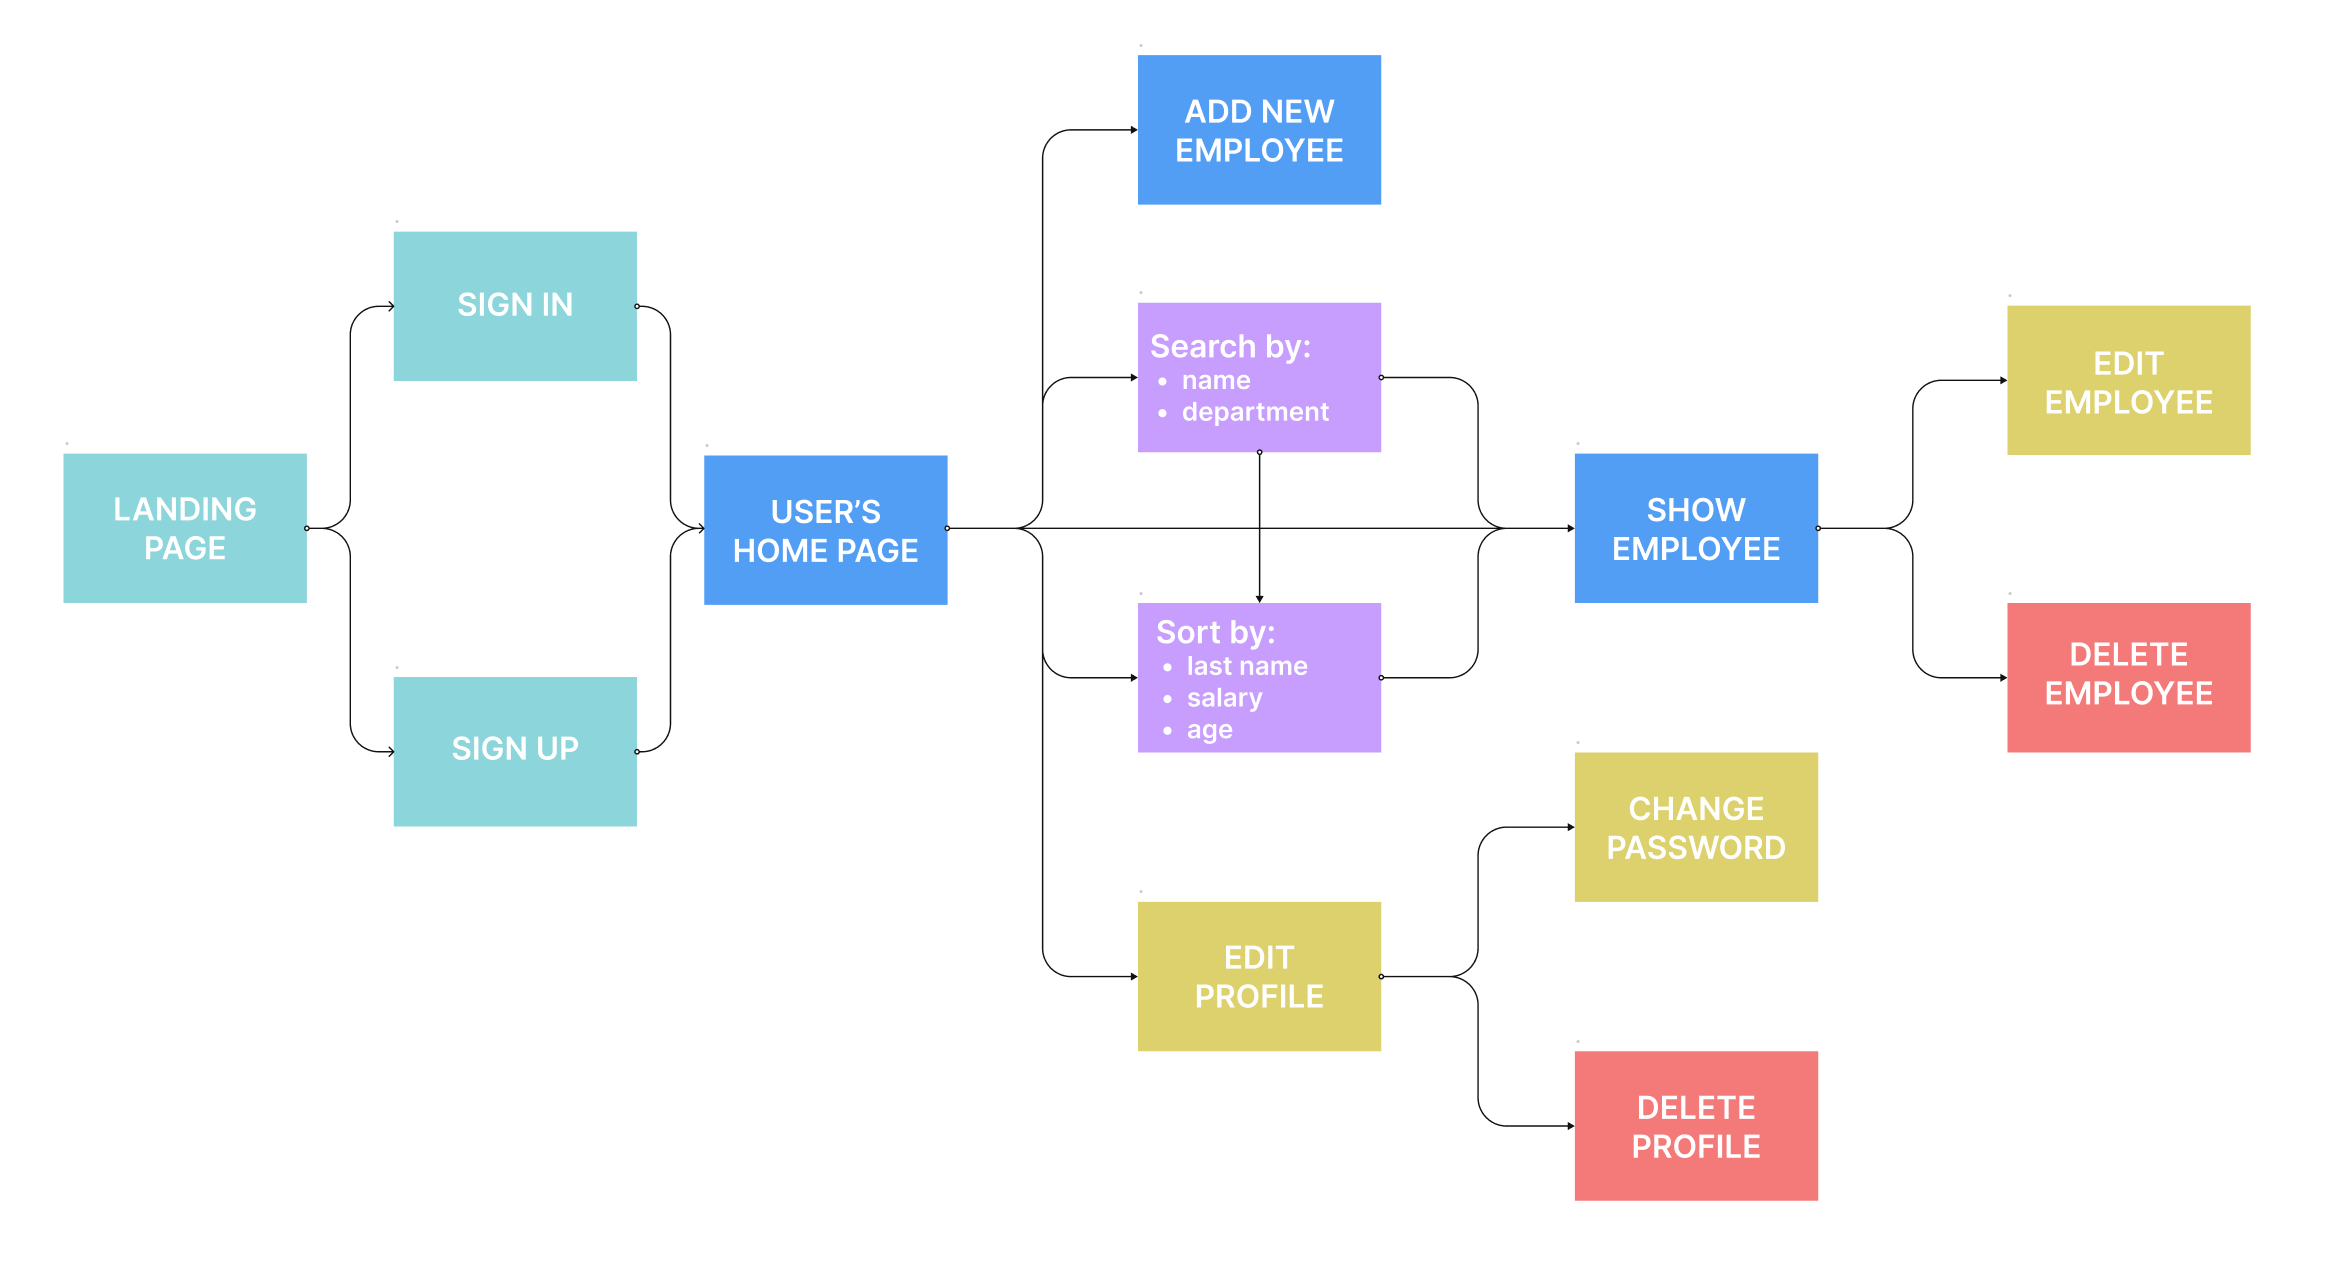 LANDING
PAGE
SIGN IN
SIGN UP
USER’S
HOME PAGE
ADD NEW
EMPLOYEE
Search by:
• name
• department
Sort by:
• last name
• salary
• age
EDIT
PROFILE
SHOW
EMPLOYEE
CHANGE
PASSWORD
DELETE
PROFILE
EDIT
EMPLOYEE
DELETE
EMPLOYEE